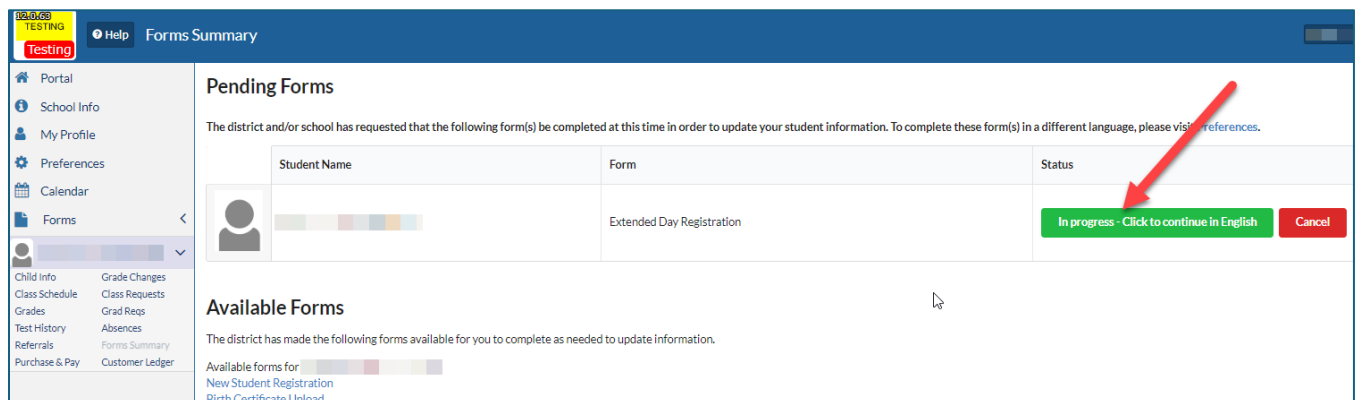 12.0.63
TESTING
Testing
Help
Forms Summary
Portal
School Info
My Profile
Preferences
Calendar
Forms
Child Info Grade Changes
Class Schedule Class Requests
Grades Grad Reqs
Test History Absences
Referrals Forms Summary
Purchase & Pay Customer Ledger
Pending Forms
The district and/or school has requested that the following form(s) be completed at this time in order to update your student information. To complete these form(s) in a different language, please visit Preferences.
Student Name Form Status
Extended Day Registration In progress - Click to continue in English Cancel
Available Forms
The district has made the following forms available for you to complete as needed to update information.
Available forms for
New Student Registration
Birth Certificate Upload